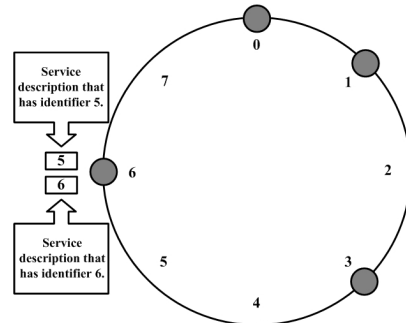 Service
description that
has identifier 5.
5
6
Service
description that
has identifier 6.
0
1
2
3
4
5
6
7